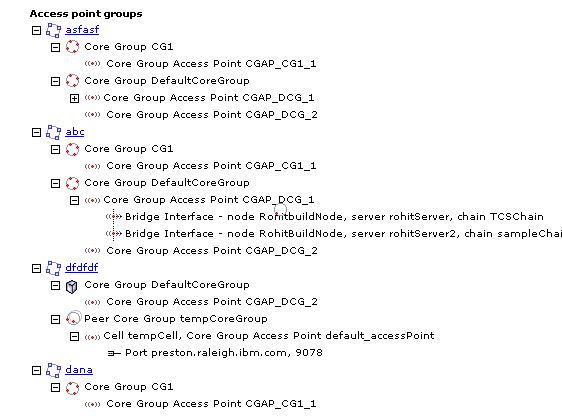 Access point groups
asfasf
Core Group CG1
Core Group Access Point CGAP_CG1_1
Core Group DefaultCoreGroup
Core Group Access Point CGAP_DCG_1
Core Group Access Point CGAP_DCG_2
abc
Core Group CG1
Core Group Access Point CGAP_CG1_1
Core Group DefaultCoreGroup
Core Group Access Point CGAP_DCG_1
Bridge Interface - node RohitBuildNode, server rohitServer, chain TCSChain
Bridge Interface - node RohitBuildNode, server rohitServer2, chain sampleChai
Core Group Access Point CGAP_DCG_2
dfdfdf
Core Group DefaultCoreGroup
Core Group Access Point CGAP_DCG_2
Peer Core Group tempCoreGroup
Cell tempCell, Core Group Access Point default_accessPoint
Port preston.raleigh.ibm.com, 9078
dana
Core Group CG1
Core Group Access Point CGAP_CG1_1